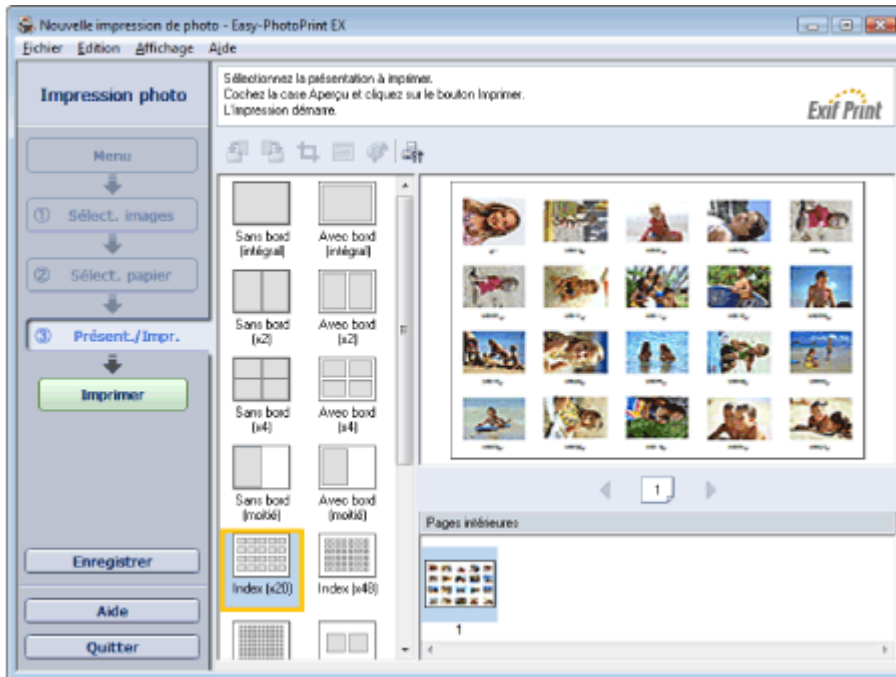 Nouvelle impression de photo - Easy-PhotoPrint EX
Fichier Edition Affichage Aide
Impression photo
Sélectionnez la présentation à imprimer.
Cochez la case Aperçu et cliquez sur le bouton Imprimer.
L'impression démarre.
Exif Print
Menu
① Sélect. images
② Sélect. papier
③ Présent./Impr.
Imprimer
Sans bord (intégral)
Avec bord (intégral)
Sans bord (x2)
Avec bord (x2)
Sans bord (x4)
Avec bord (x4)
Sans bord (moitié)
Avec bord (moitié)
Index (x20)
Index (x48)
1
Pages intérieures
1
Enregistrer
Aide
Quitter